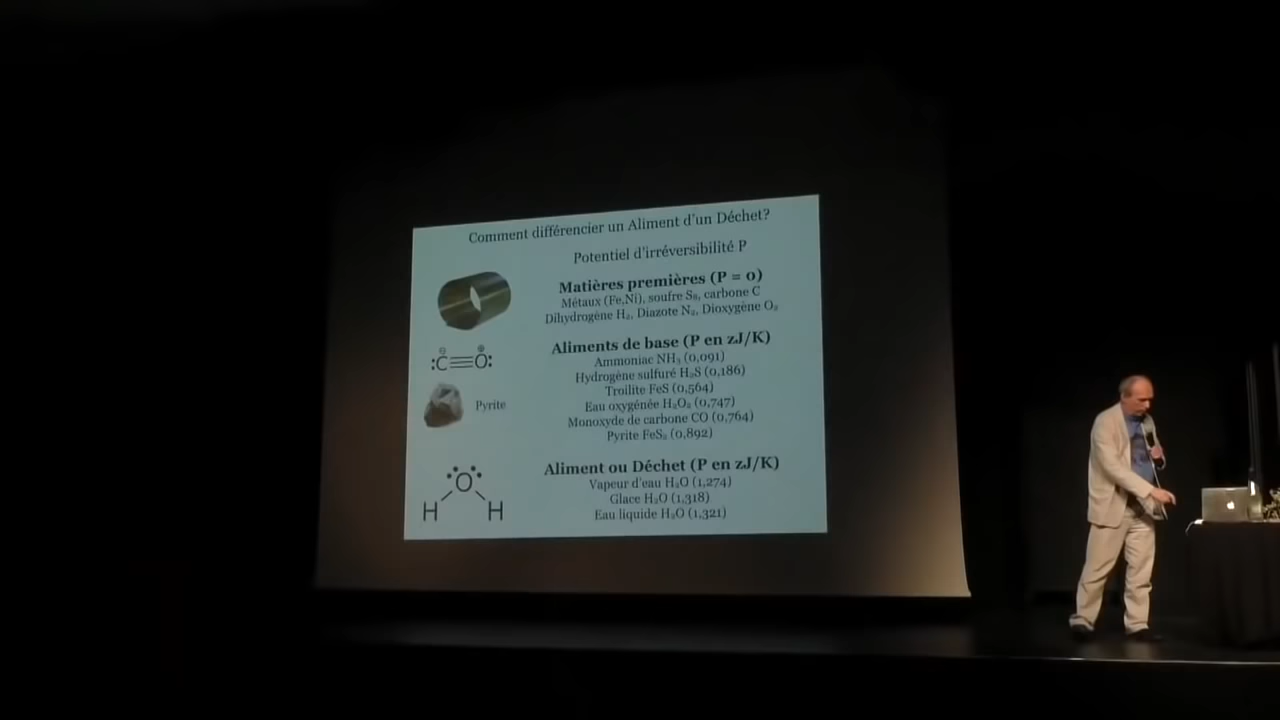 Comment différencier un Aliment d'un Déchet?
Potentiel d'irréversibilité P
Matières premières (P = 0)
Métaux (Fe,Ni), soufre S₈, carbone C
Dihydrogène H₂, Diazote N₂, Dioxygène O₂
Aliments de base (P en zJ/K)
Ammoniac NH₃ (0,091)
:C≡O:
Hydrogène sulfuré H₂S (0,186)
Troilite FeS (0,564)
Eau oxygénée H₂O₂ (0,747)
Pyrite
Monoxyde de carbone CO (0,764)
Pyrite FeS₂ (0,892)
Aliment ou Déchet (P en zJ/K)
Vapeur d'eau H₂O (1,274)
Glace H₂O (1,318)
Eau liquide H₂O (1,321)
O
H H